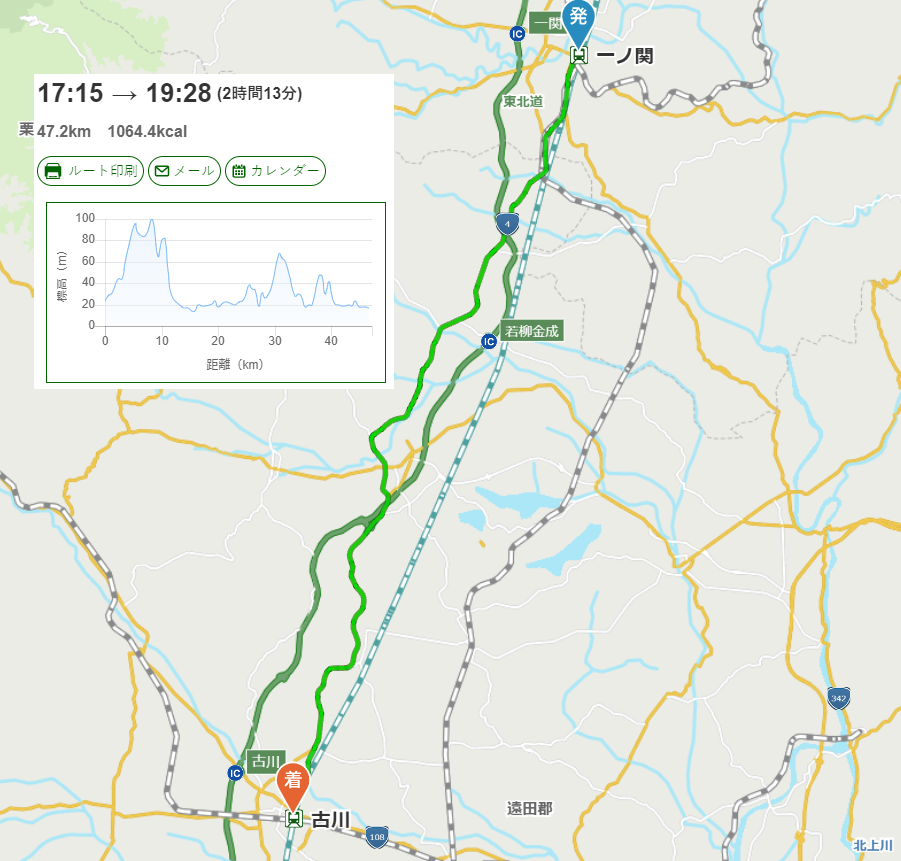 一関
発
IC
一ノ関
東北道
17:15 → 19:28 (2時間13分)
栗
47.2km 1064.4kcal
ルート印刷 メール カレンダー
100
80
60
40
20
0
標高（m）
0 10 20 30 40
距離（km）
4
若柳金成
IC
342
古川
IC
着
遠田郡
古川
108
北上川